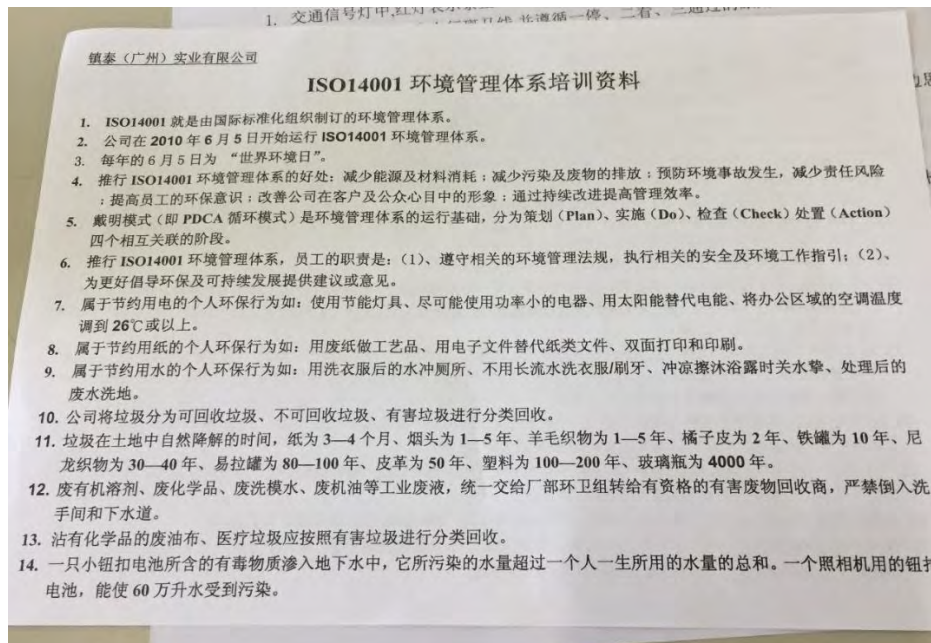 1. 交通信号灯中,红灯表示
镇泰（广州）实业有限公司
ISO14001 环境管理体系培训资料
1. ISO14001 就是由国际标准化组织制订的环境管理体系。
2. 公司在 2010 年 6 月 5 日开始运行 ISO14001 环境管理体系。
3. 每年的 6 月 5 日为 “世界环境日”。
4. 推行 ISO14001 环境管理体系的好处：减少能源及材料消耗；减少污染及废物的排放；预防环境事故发生，减少责任风险
；提高员工的环保意识；改善公司在客户及公众心目中的形象；通过持续改进提高管理效率。
5. 戴明模式（即 PDCA 循环模式）是环境管理体系的运行基础，分为策划（Plan）、实施（Do）、检查（Check）处置（Action）
四个相互关联的阶段。
6. 推行 ISO14001 环境管理体系，员工的职责是：（1）、遵守相关的环境管理法规，执行相关的安全及环境工作指引；（2）、
为更好倡导环保及可持续发展提供建议或意见。
7. 属于节约用电的个人环保行为如：使用节能灯具、尽可能使用功率小的电器、用太阳能替代电能、将办公区域的空调温度
调到 26℃或以上。
8. 属于节约用纸的个人环保行为如：用废纸做工艺品、用电子文件替代纸类文件、双面打印和印刷。
9. 属于节约用水的个人环保行为如：用洗衣服后的水冲厕所、不用长流水洗衣服/刷牙、冲凉擦沐浴露时关水擎、处理后的
废水洗地。
10. 公司将垃圾分为可回收垃圾、不可回收垃圾、有害垃圾进行分类回收。
11. 垃圾在土地中自然降解的时间，纸为 3—4 个月、烟头为 1—5 年、羊毛织物为 1—5 年、橘子皮为 2 年、铁罐为 10 年、尼
龙织物为 30—40 年、易拉罐为 80—100 年、皮革为 50 年、塑料为 100—200 年、玻璃瓶为 4000 年。
12. 废有机溶剂、废化学品、废洗模水、废机油等工业废液，统一交给厂部环卫组转给有资格的有害废物回收商，严禁倒入洗
手间和下水道。
13. 沾有化学品的废油布、医疗垃圾应按照有害垃圾进行分类回收。
14. 一只小钮扣电池所含的有毒物质渗入地下水中，它所污染的水量超过一个人一生所用的水量的总和。一个照相机用的钮扣
电池，能使 60 万升水受到污染。